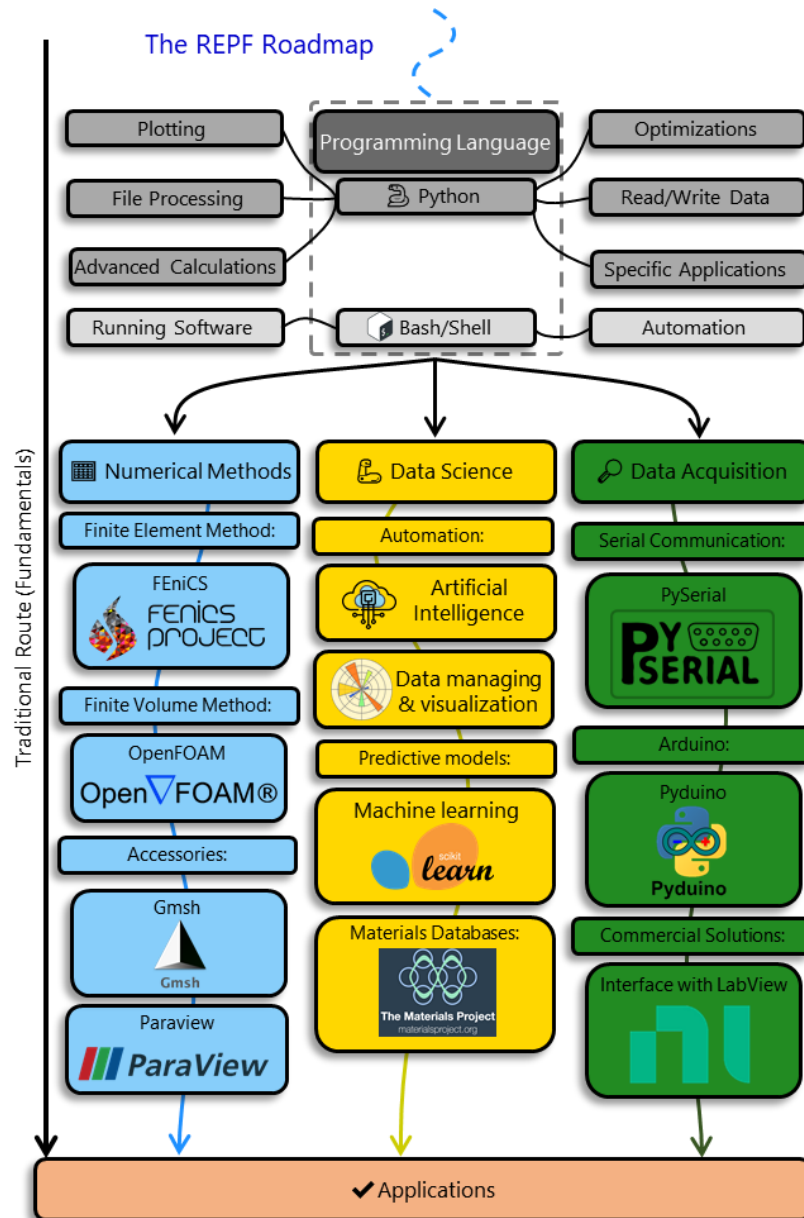 The REPF Roadmap
Traditional Route (Fundamentals)
Programming Language
Plotting
Optimizations
File Processing
Python
Read/Write Data
Advanced Calculations
Specific Applications
Running Software
$
Bash/Shell
Automation
Numerical Methods
Finite Element Method:
FEniCS
FENICS
PROJECT
Finite Volume Method:
OpenFOAM
Open▽FOAM®
Accessories:
Gmsh
Gmsh
Paraview
ParaView
Data Science
Automation:
Artificial
Intelligence
Data managing
& visualization
Predictive models:
Machine learning
scikit
learn
Materials Databases:
The Materials Project
materialsproject.org
Data Acquisition
Serial Communication:
PySerial
PYSERIAL
Arduino:
Pyduino
Pyduino
Commercial Solutions:
Interface with LabView
Applications